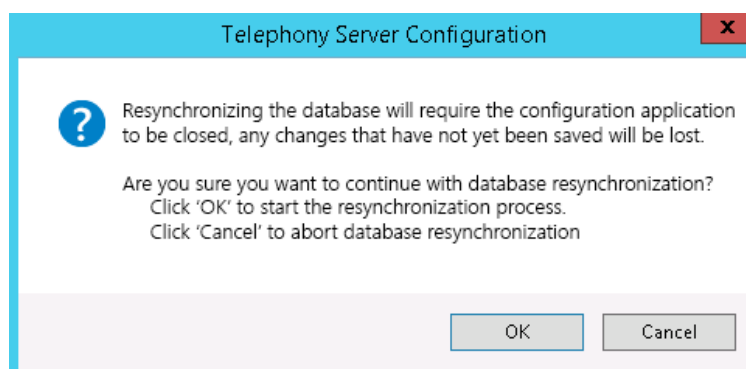 Telephony Server Configuration
x
?
Resynchronizing the database will require the configuration application
to be closed, any changes that have not yet been saved will be lost.
Are you sure you want to continue with database resynchronization?
Click ‘OK’ to start the resynchronization process.
Click ‘Cancel’ to abort database resynchronization
OK
Cancel